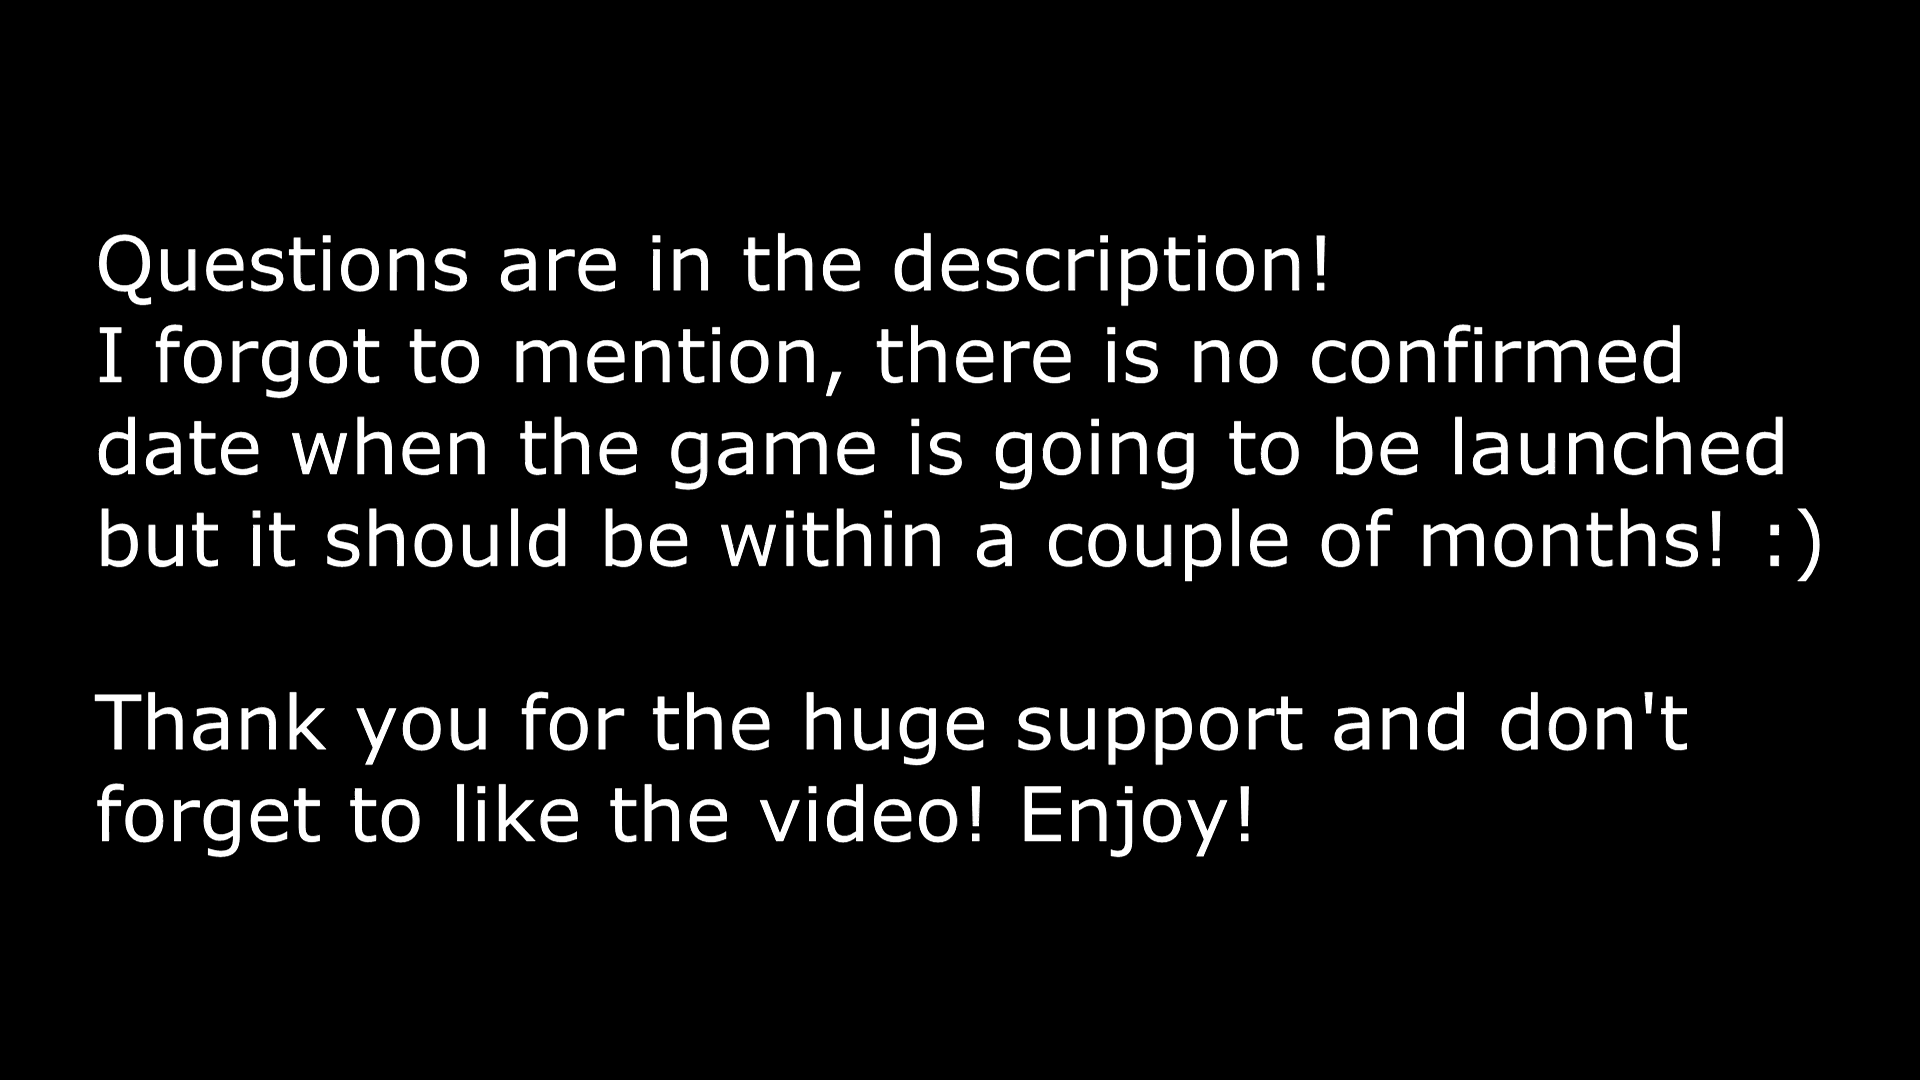 Questions are in the description!
I forgot to mention, there is no confirmed
date when the game is going to be launched
but it should be within a couple of months! :)
Thank you for the huge support and don't
forget to like the video! Enjoy!